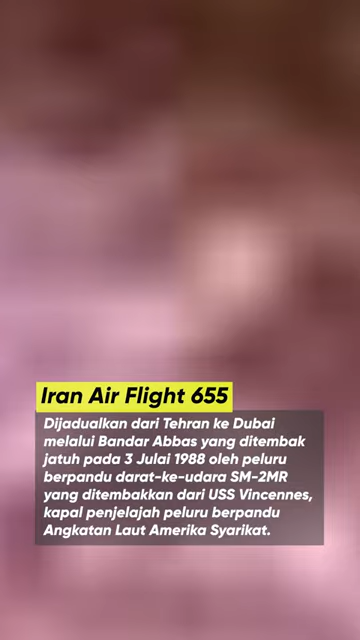 Iran Air Flight 655
Dijadualkan dari Tehran ke Dubai
melalui Bandar Abbas yang ditembak
jatuh pada 3 Julai 1988 oleh peluru
berpandu darat-ke-udara SM-2MR
yang ditembakkan dari USS Vincennes,
kapal penjelajah peluru berpandu
Angkatan Laut Amerika Syarikat.